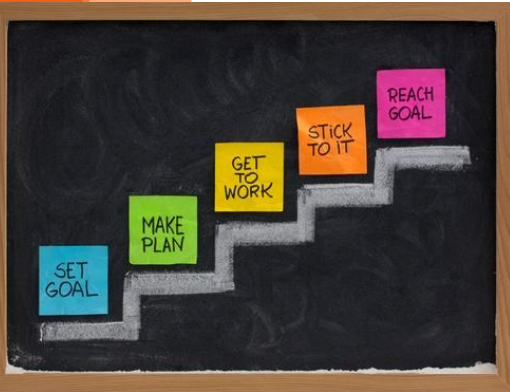 SET
GOAL
MAKE
PLAN
GET
TO
WORK
STICK
TO IT
REACH
GOAL